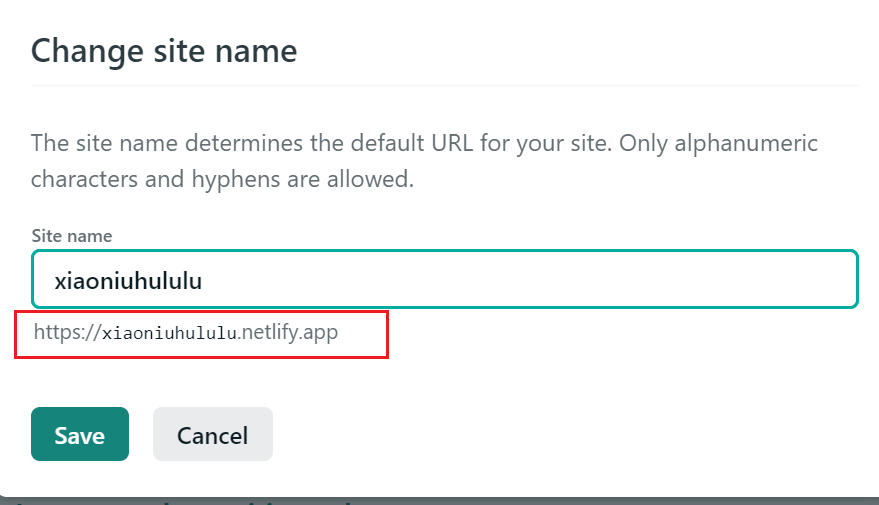 Change site name
The site name determines the default URL for your site. Only alphanumeric
characters and hyphens are allowed.
Site name
xiaoniuhululu
https://xiaoniuhululu.netlify.app
Save Cancel